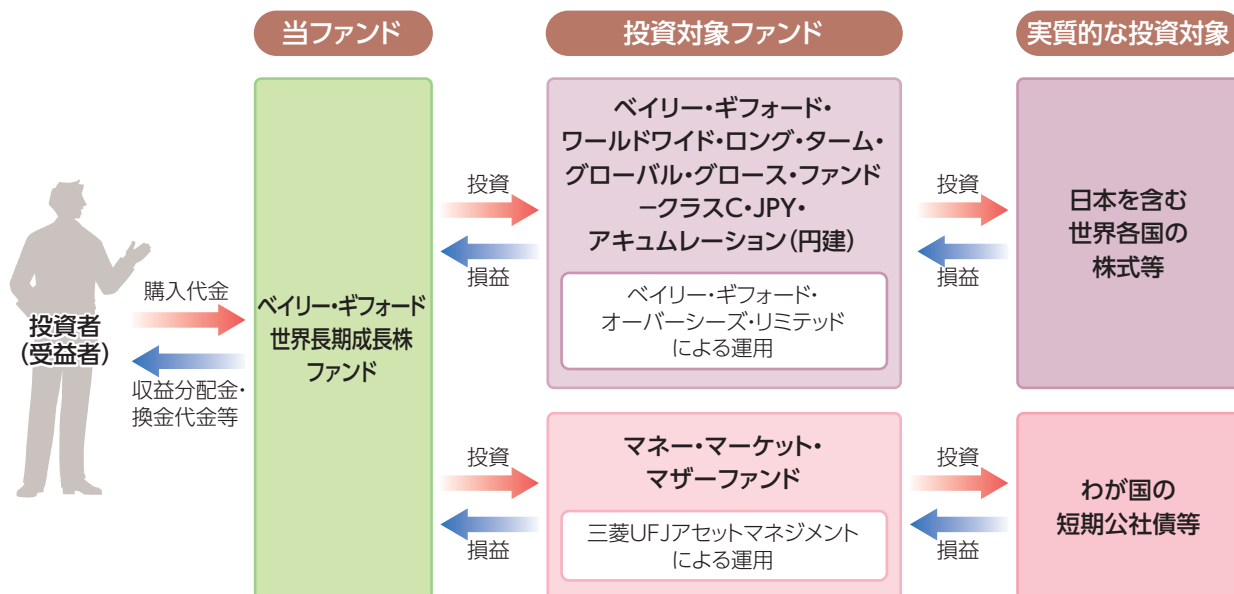 当ファンド
投資対象ファンド
実質的な投資対象
投資者
(受益者)
購入代金
収益分配金・
換金代金等
ベイリー・ギフォード
世界長期成長株
ファンド
投資
損益
ベイリー・ギフォード・
ワールドワイド・ロング・ターム・
グローバル・グロース・ファンド
－クラスC・JPY・
アキュムレーション(円建)
ベイリー・ギフォード・
オーバーシーズ・リミテッド
による運用
投資
損益
日本を含む
世界各国の
株式等
投資
損益
マネー・マーケット・
マザーファンド
三菱UFJアセットマネジメント
による運用
投資
損益
わが国の
短期公社債等